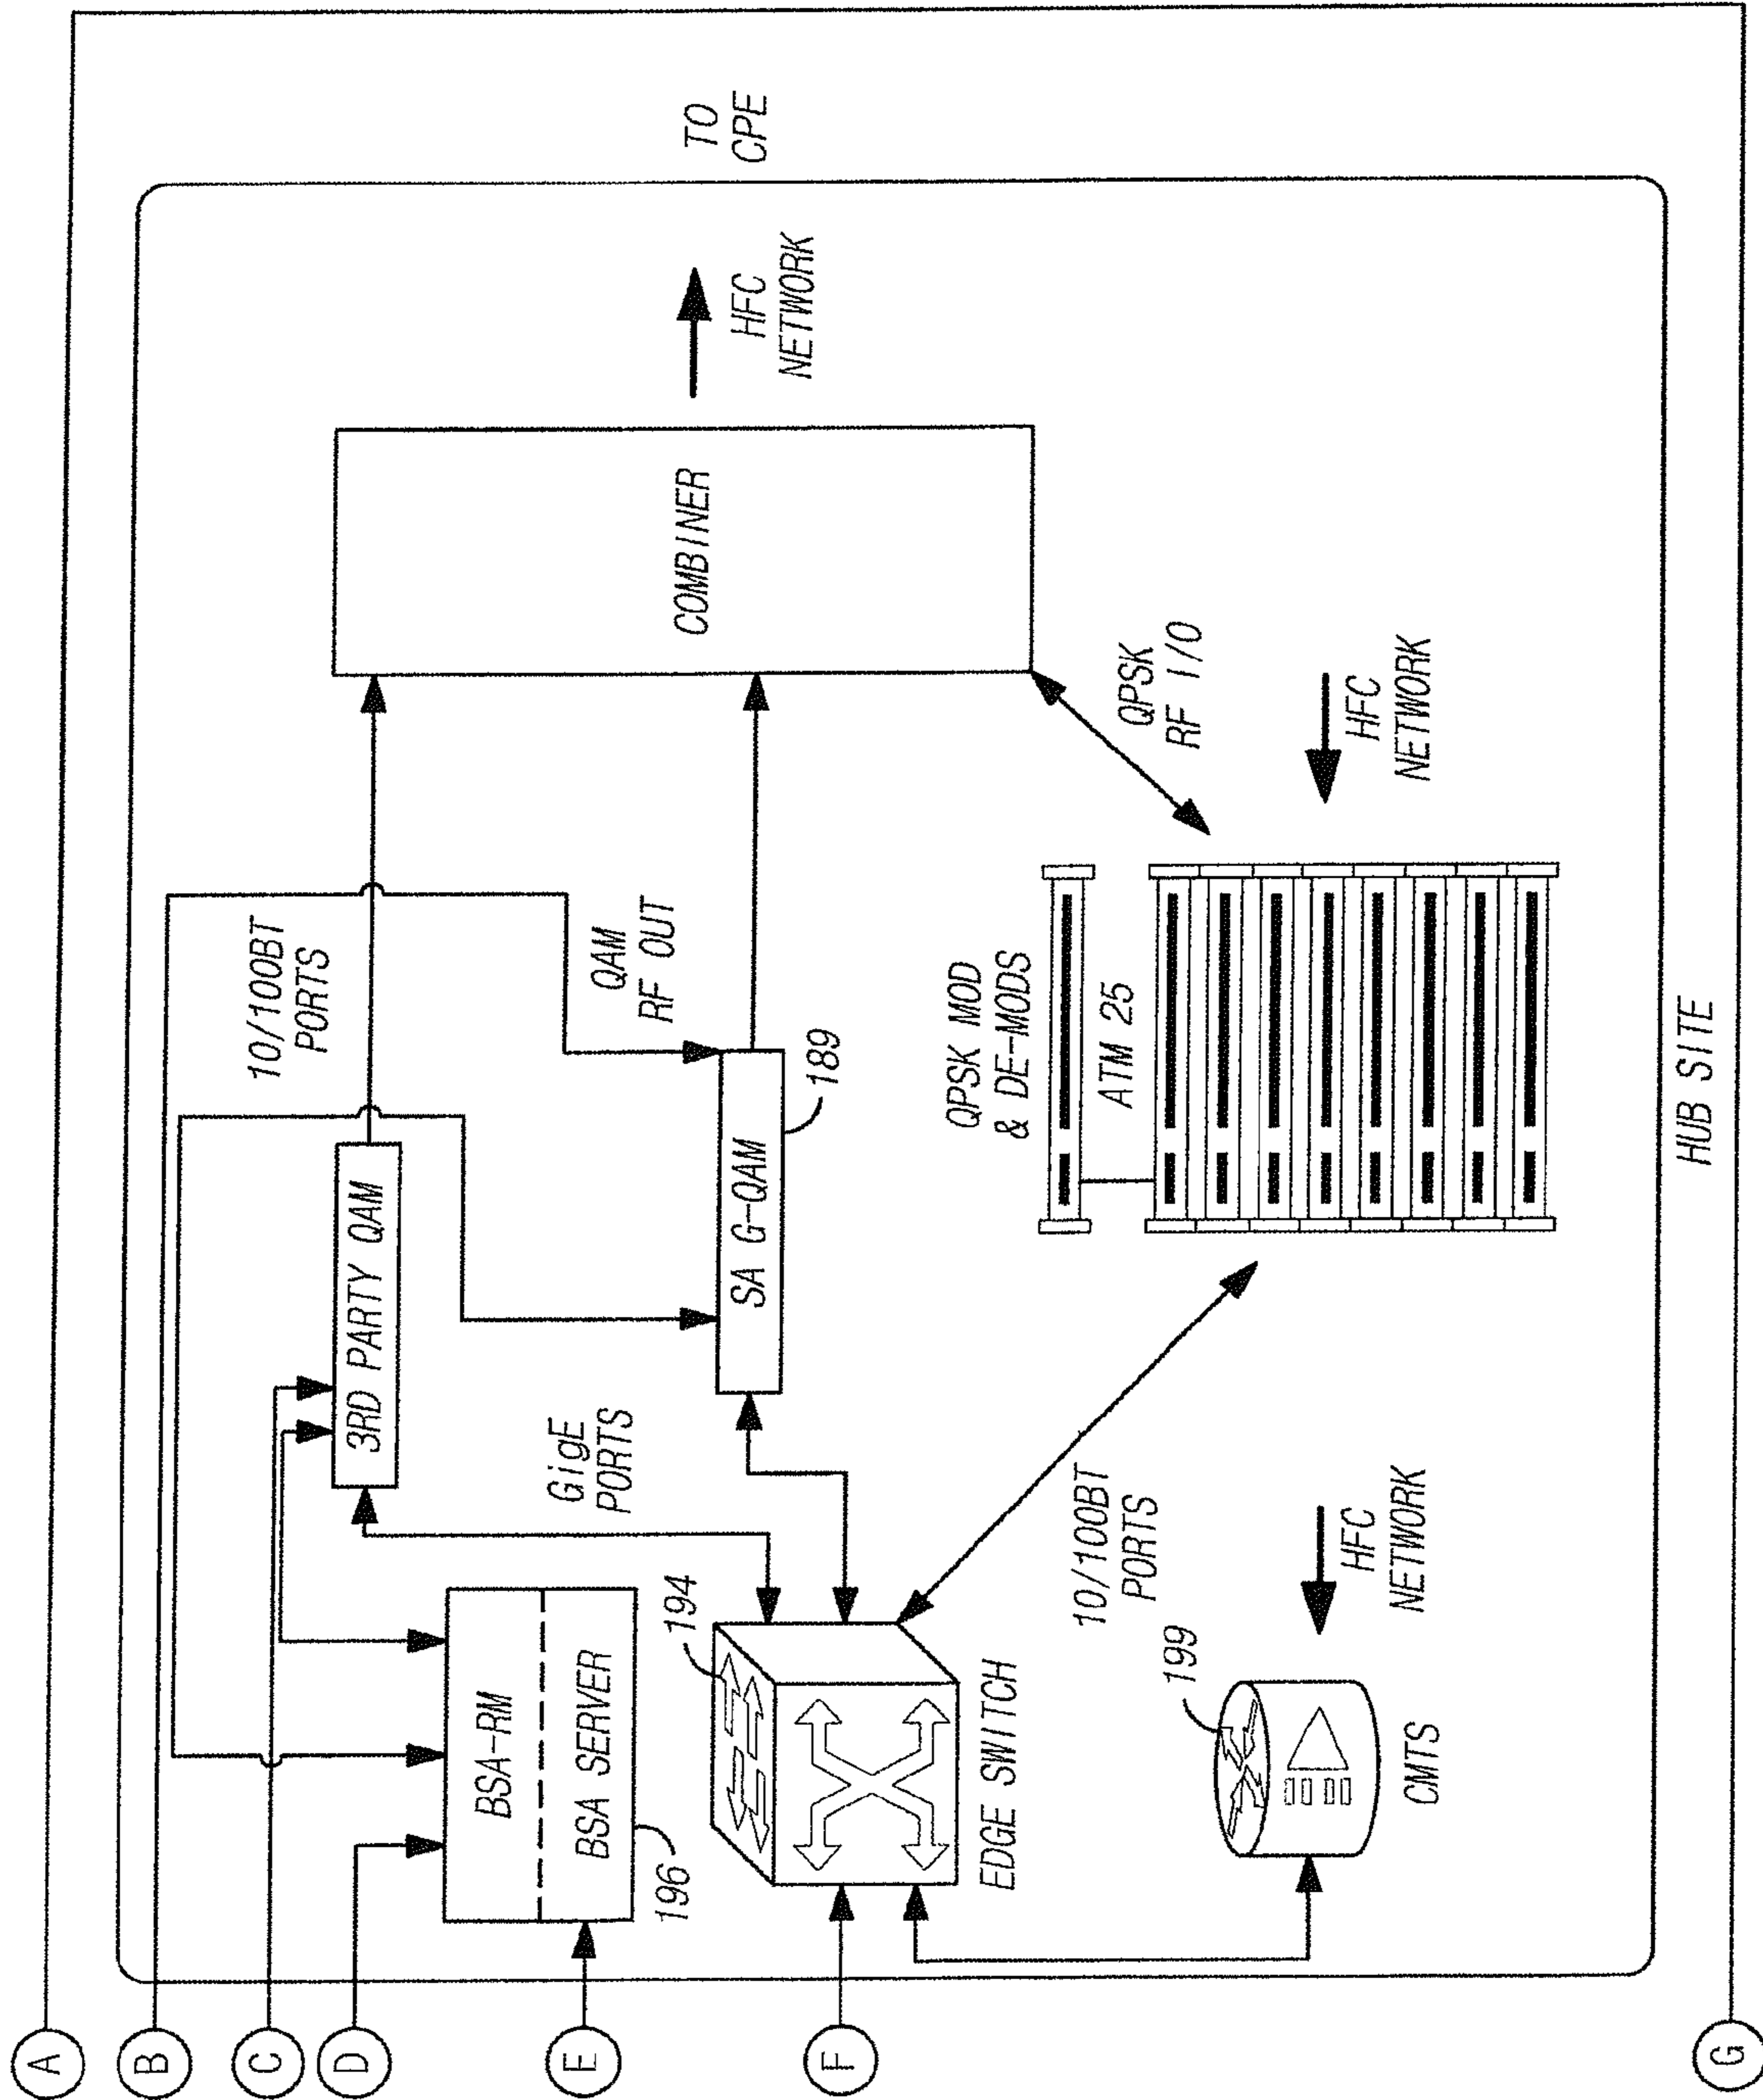 A
B
C
D
E
F
G
TO
CPE
HFC
NETWORK
COMBINER
10/100BT
PORTS
QAM
RF OUT
QPSK
RF I/O
HFC
NETWORK
3RD PARTY QAM
SA G-QAM
189
QPSK MOD
& DE-MODS
ATM 25
GigE
PORTS
BSA-RM
BSA SERVER
196
194
EDGE SWITCH
10/100BT
PORTS
199
HFC
NETWORK
CMTS
HUB SITE